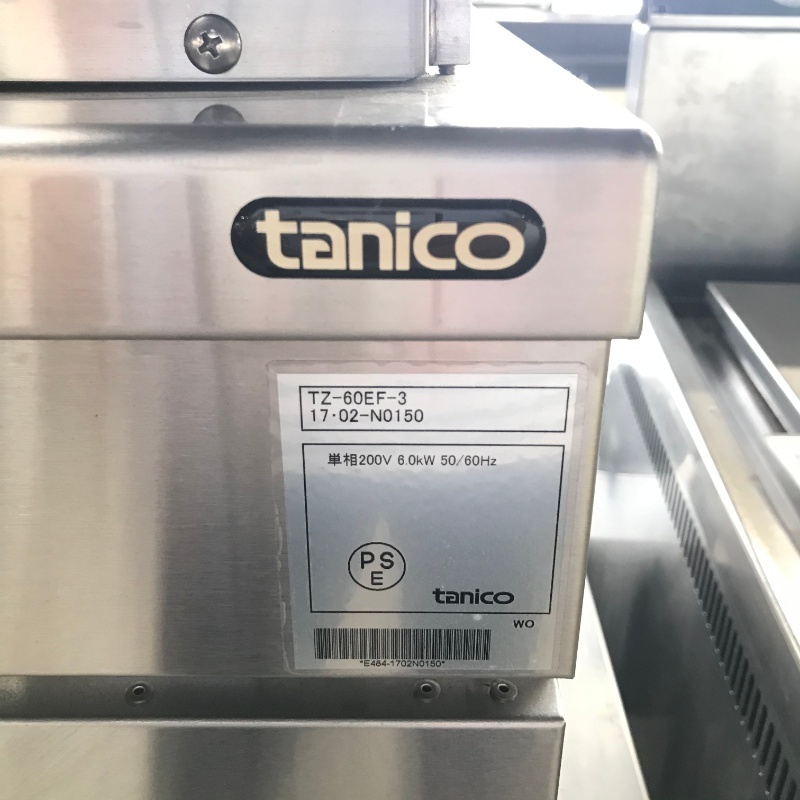 tanico
TZ-60EF-3
17・02-N0150
単相200V 6.0kW 50/60Hz
PS
E
tanico
WO
*E484-1702N0150*